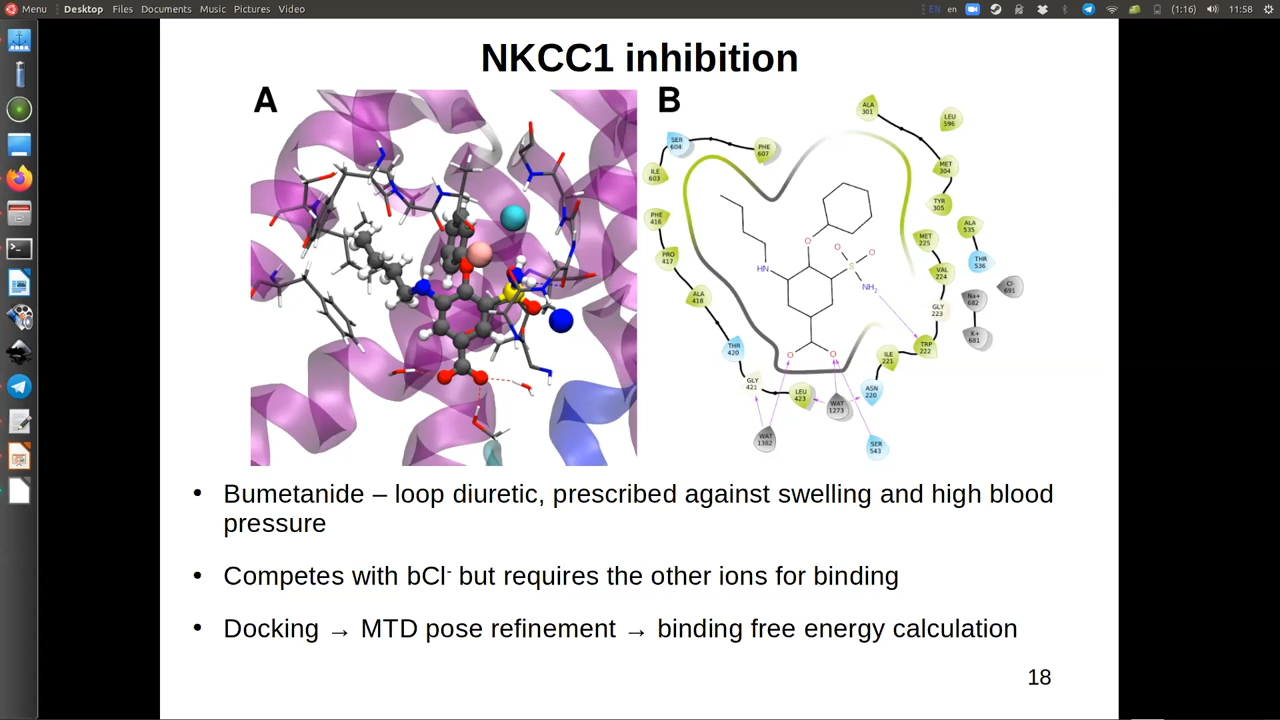 Menu Desktop Files Documents Music Pictures Video EN en (1:16) 11:58
NKCC1 inhibition
A
B
ALA 301
LEU 596
SER 604
PHE 607
ILE 603
MET 304
TYR 305
PHE 416
ALA 535
MET 225
THR 536
PRO 417
VAL 224
Cl- 691
ALA 418
Na+ 682
GLY 223
K+ 681
THR 420
TRP 222
ILE 221
GLY 421
LEU 423
ASN 220
WAT 1273
WAT 1382
SER 543
O
O
O
S
HN
NH2
O
O
• Bumetanide – loop diuretic, prescribed against swelling and high blood
pressure
• Competes with bCl- but requires the other ions for binding
• Docking → MTD pose refinement → binding free energy calculation
18